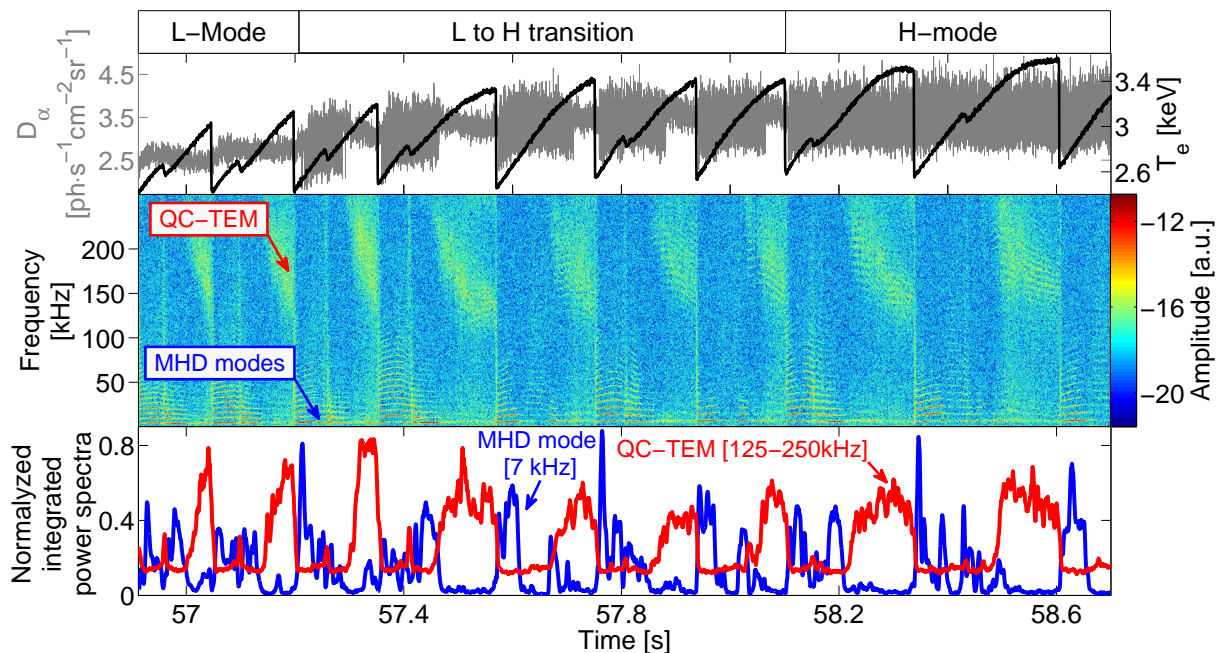 L−Mode
L to H transition
H−mode
D_α
[ph·s⁻¹cm⁻²sr⁻¹]
4.5
3.5
2.5
3.4
3
2.6
T_e [keV]
QC−TEM
MHD modes
Frequency
[kHz]
200
150
100
50
−12
−16
−20
Amplitude [a.u.]
MHD mode
[7 kHz]
QC−TEM [125−250kHz]
Normalized
integrated
power spectra
0.8
0.4
0
57
57.4
57.8
58.2
58.6
Time [s]